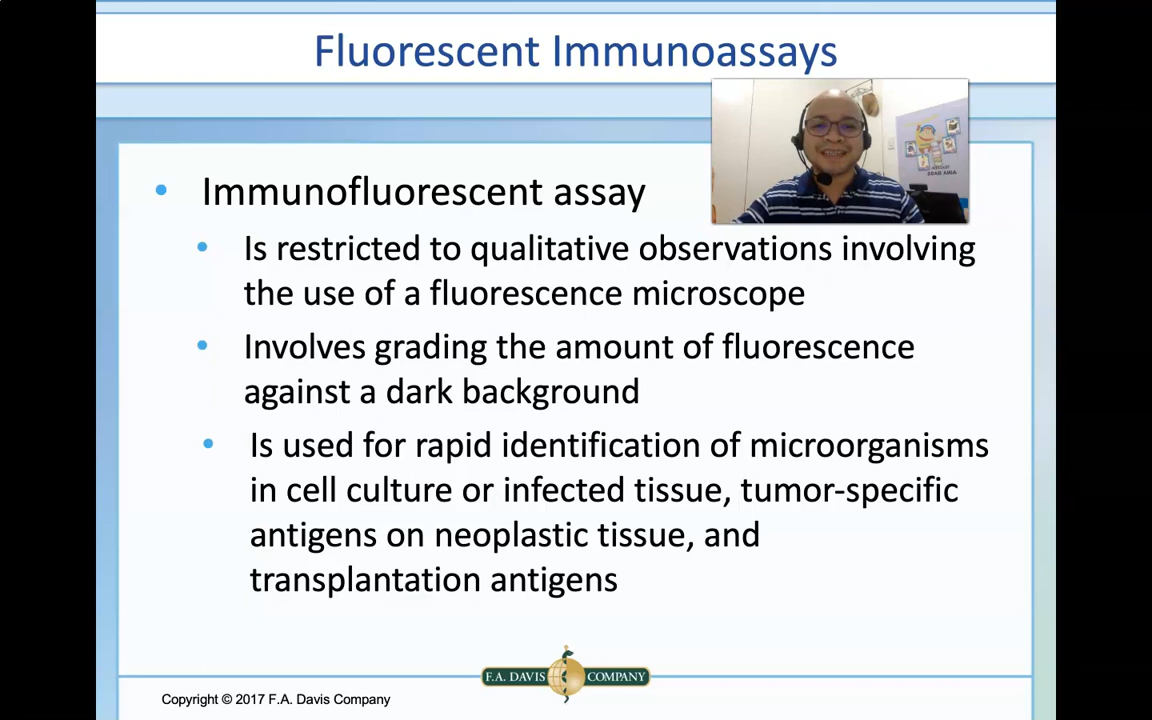 Fluorescent Immunoassays
Immunofluorescent assay
Is restricted to qualitative observations involving
the use of a fluorescence microscope
Involves grading the amount of fluorescence
against a dark background
Is used for rapid identification of microorganisms
in cell culture or infected tissue, tumor-specific
antigens on neoplastic tissue, and
transplantation antigens
F.A. DAVIS COMPANY
Copyright © 2017 F.A. Davis Company